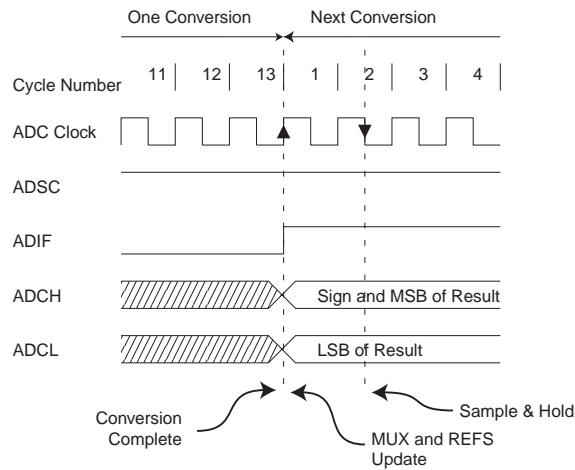 One Conversion Next Conversion
Cycle Number 11 12 13 1 2 3 4
ADC Clock
ADSC
ADIF
ADCH Sign and MSB of Result
ADCL LSB of Result
Conversion
Complete
MUX and REFS
Update
Sample & Hold